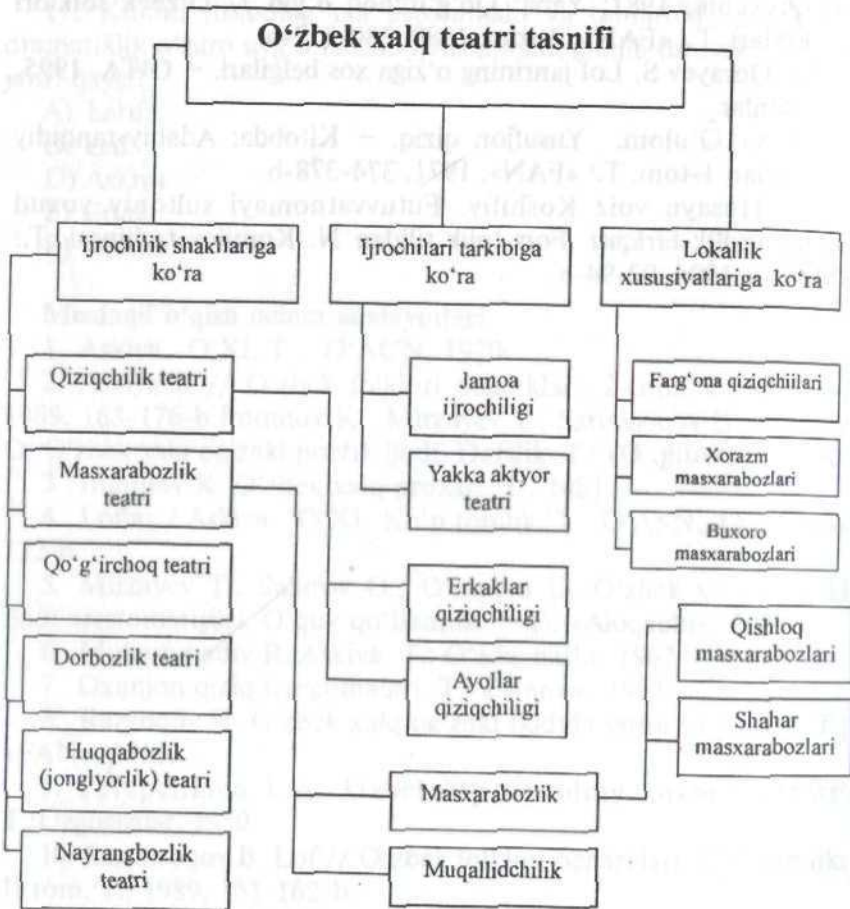 O‘zbek xalq teatri tasnifi
Ijrochilik shakllariga
ko‘ra
Ijrochilari tarkibiga
ko‘ra
Lokallik
xususiyatlariga ko‘ra
Qiziqchilik teatri
Masxarabozlik
teatri
Qo‘g‘irchoq teatri
Dorbozlik teatri
Huqqabozlik
(jonglyorlik) teatri
Nayrangbozlik
teatri
Jamoa
ijrochiligi
Yakka aktyor
teatri
Erkaklar
qiziqchiligi
Ayollar
qiziqchiligi
Masxarabozlik
Muqallidchilik
Farg‘ona qiziqchiilari
Xorazm
masxarabozlari
Buxoro
masxarabozlari
Qishloq
masxarabozlari
Shahar
masxarabozlari